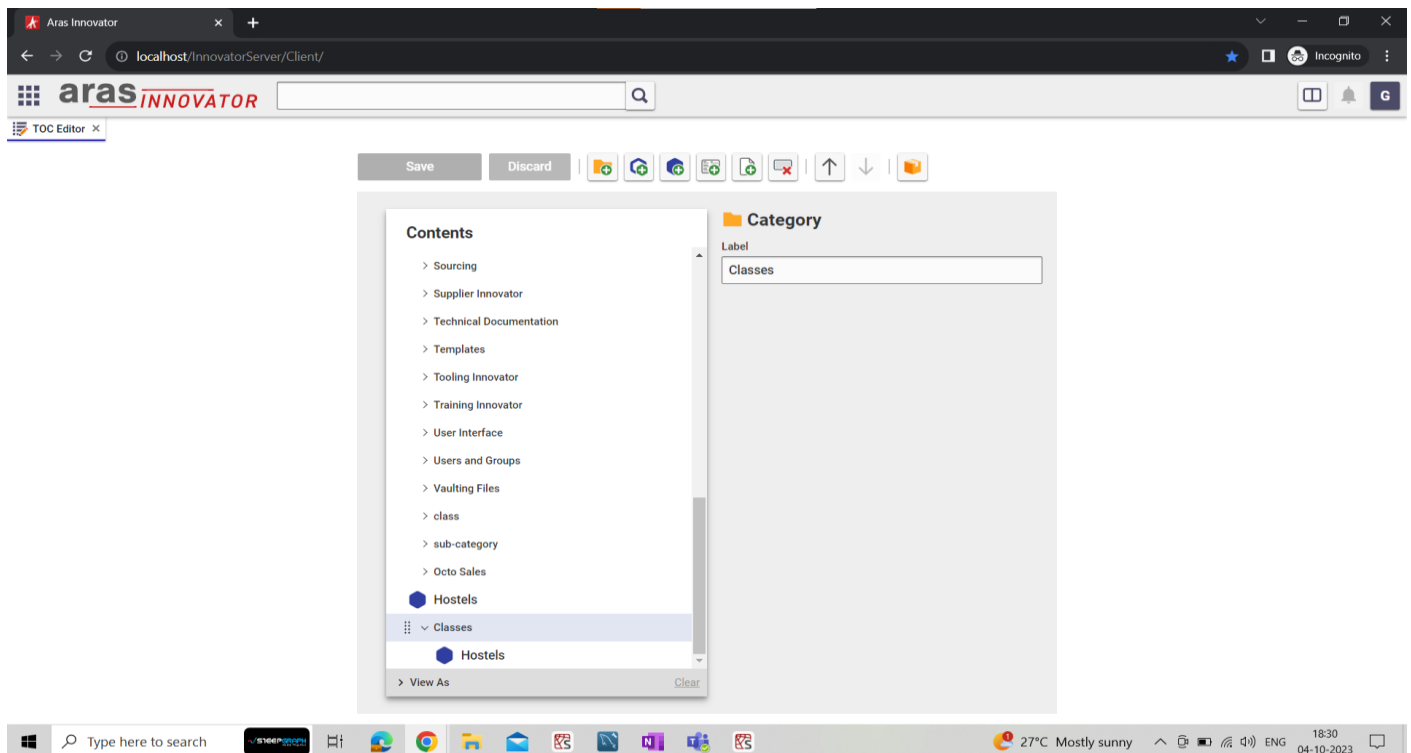 Aras Innovator
localhost/InnovatorServer/Client/
Incognito
aras INNOVATOR
G
TOC Editor
Save
Discard
Contents
Sourcing
Supplier Innovator
Technical Documentation
Templates
Tooling Innovator
Training Innovator
User Interface
Users and Groups
Vaulting Files
class
sub-category
Octo Sales
Hostels
Classes
Hostels
View As
Clear
Category
Label
Classes
Type here to search
STEEPGRAPH
27°C Mostly sunny
ENG
18:30
04-10-2023